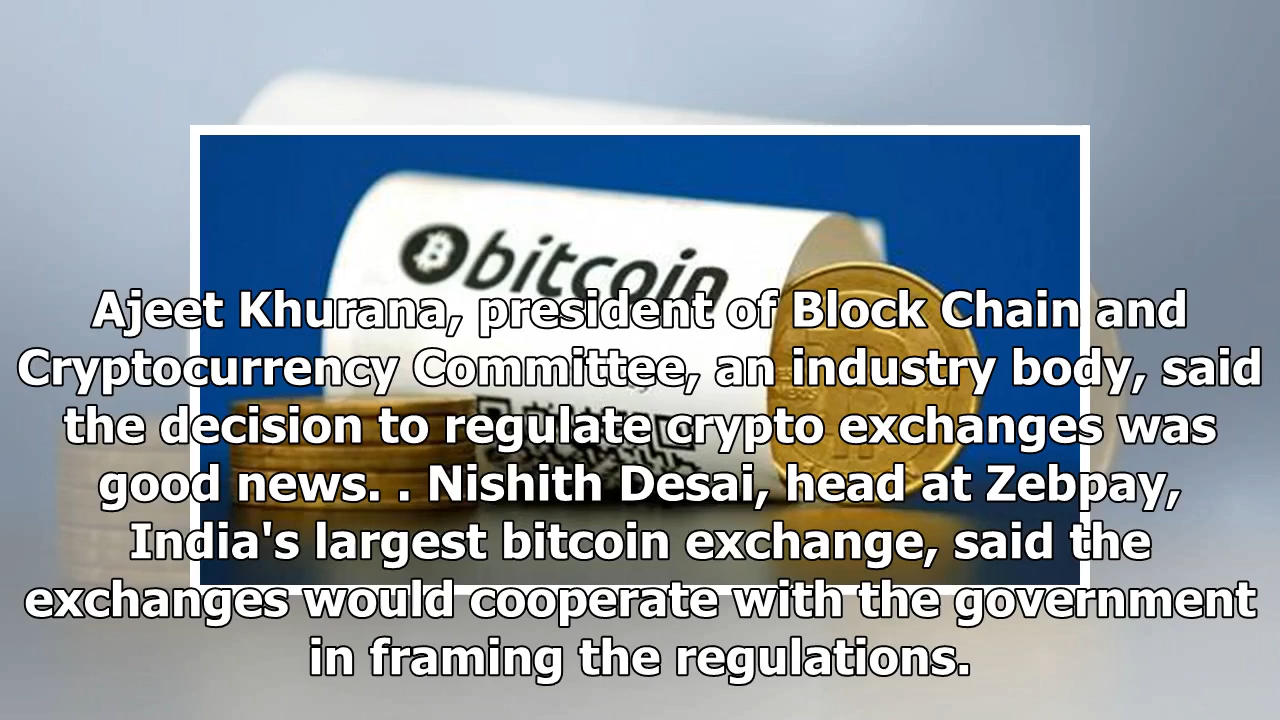 bitcoin
Ajeet Khurana, president of Block Chain and
Cryptocurrency Committee, an industry body, said
the decision to regulate crypto exchanges was
good news. . Nishith Desai, head at Zebpay,
India's largest bitcoin exchange, said the
exchanges would cooperate with the government
in framing the regulations.